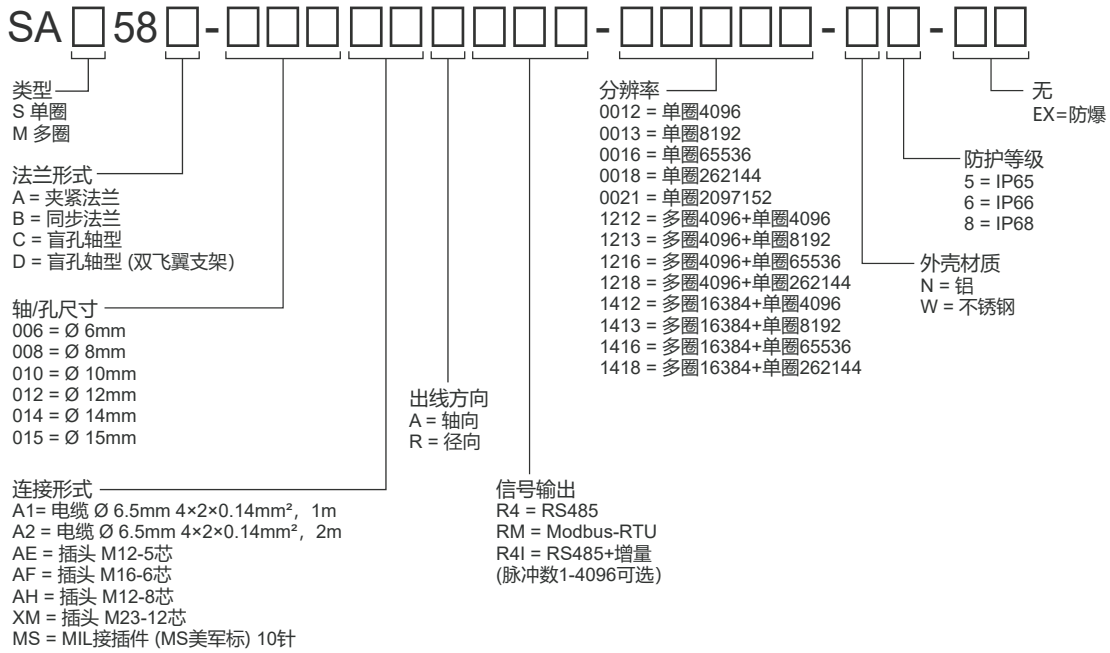 SA□58□-□□□□□□□□□-□□□□□-□□-□□
类型
S 单圈
M 多圈
法兰形式
A = 夹紧法兰
B = 同步法兰
C = 盲孔轴型
D = 盲孔轴型 (双飞翼支架)
轴/孔尺寸
006 = Ø 6mm
008 = Ø 8mm
010 = Ø 10mm
012 = Ø 12mm
014 = Ø 14mm
015 = Ø 15mm
连接形式
A1= 电缆 Ø 6.5mm 4×2×0.14mm²，1m
A2 = 电缆 Ø 6.5mm 4×2×0.14mm²，2m
AE = 插头 M12-5芯
AF = 插头 M16-6芯
AH = 插头 M12-8芯
XM = 插头 M23-12芯
MS = MIL接插件 (MS美军标) 10针
出线方向
A = 轴向
R = 径向
信号输出
R4 = RS485
RM = Modbus-RTU
R4I = RS485+增量
(脉冲数1-4096可选)
分辨率
0012 = 单圈4096
0013 = 单圈8192
0016 = 单圈65536
0018 = 单圈262144
0021 = 单圈2097152
1212 = 多圈4096+单圈4096
1213 = 多圈4096+单圈8192
1216 = 多圈4096+单圈65536
1218 = 多圈4096+单圈262144
1412 = 多圈16384+单圈4096
1413 = 多圈16384+单圈8192
1416 = 多圈16384+单圈65536
1418 = 多圈16384+单圈262144
外壳材质
N = 铝
W = 不锈钢
防护等级
5 = IP65
6 = IP66
8 = IP68
无
EX=防爆